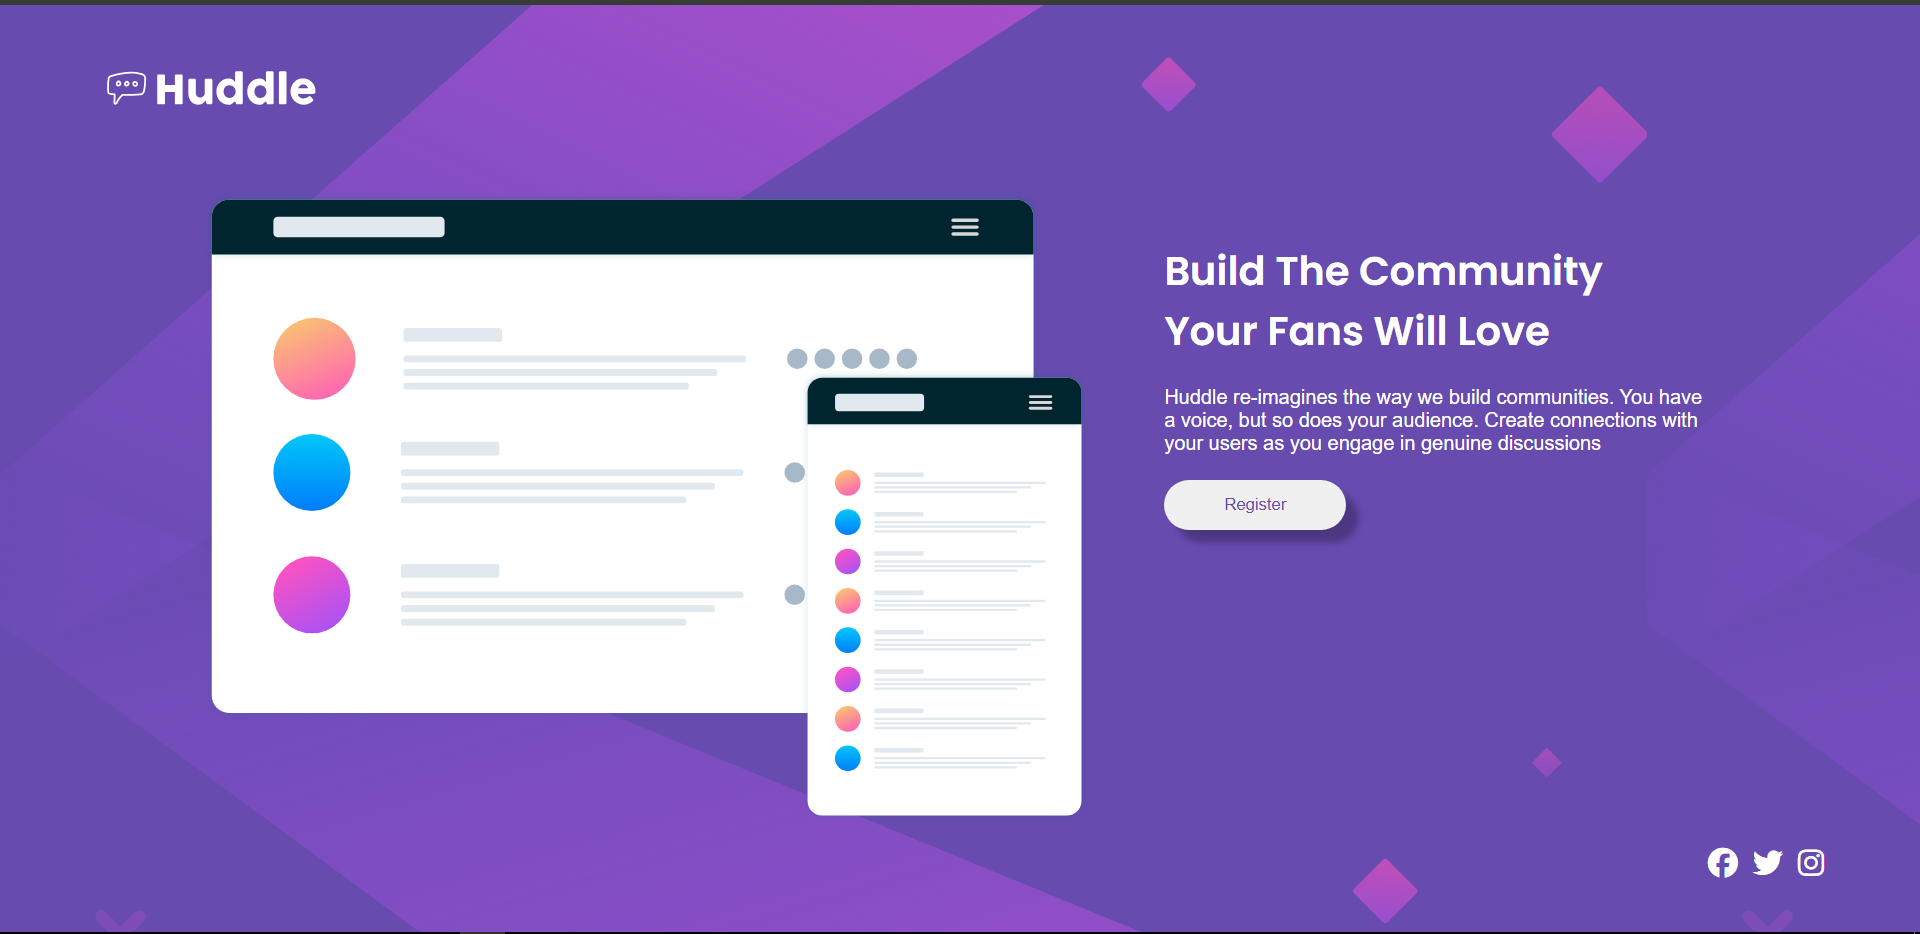 Huddle
Build The Community
Your Fans Will Love
Huddle re-imagines the way we build communities. You have
a voice, but so does your audience. Create connections with
your users as you engage in genuine discussions
Register